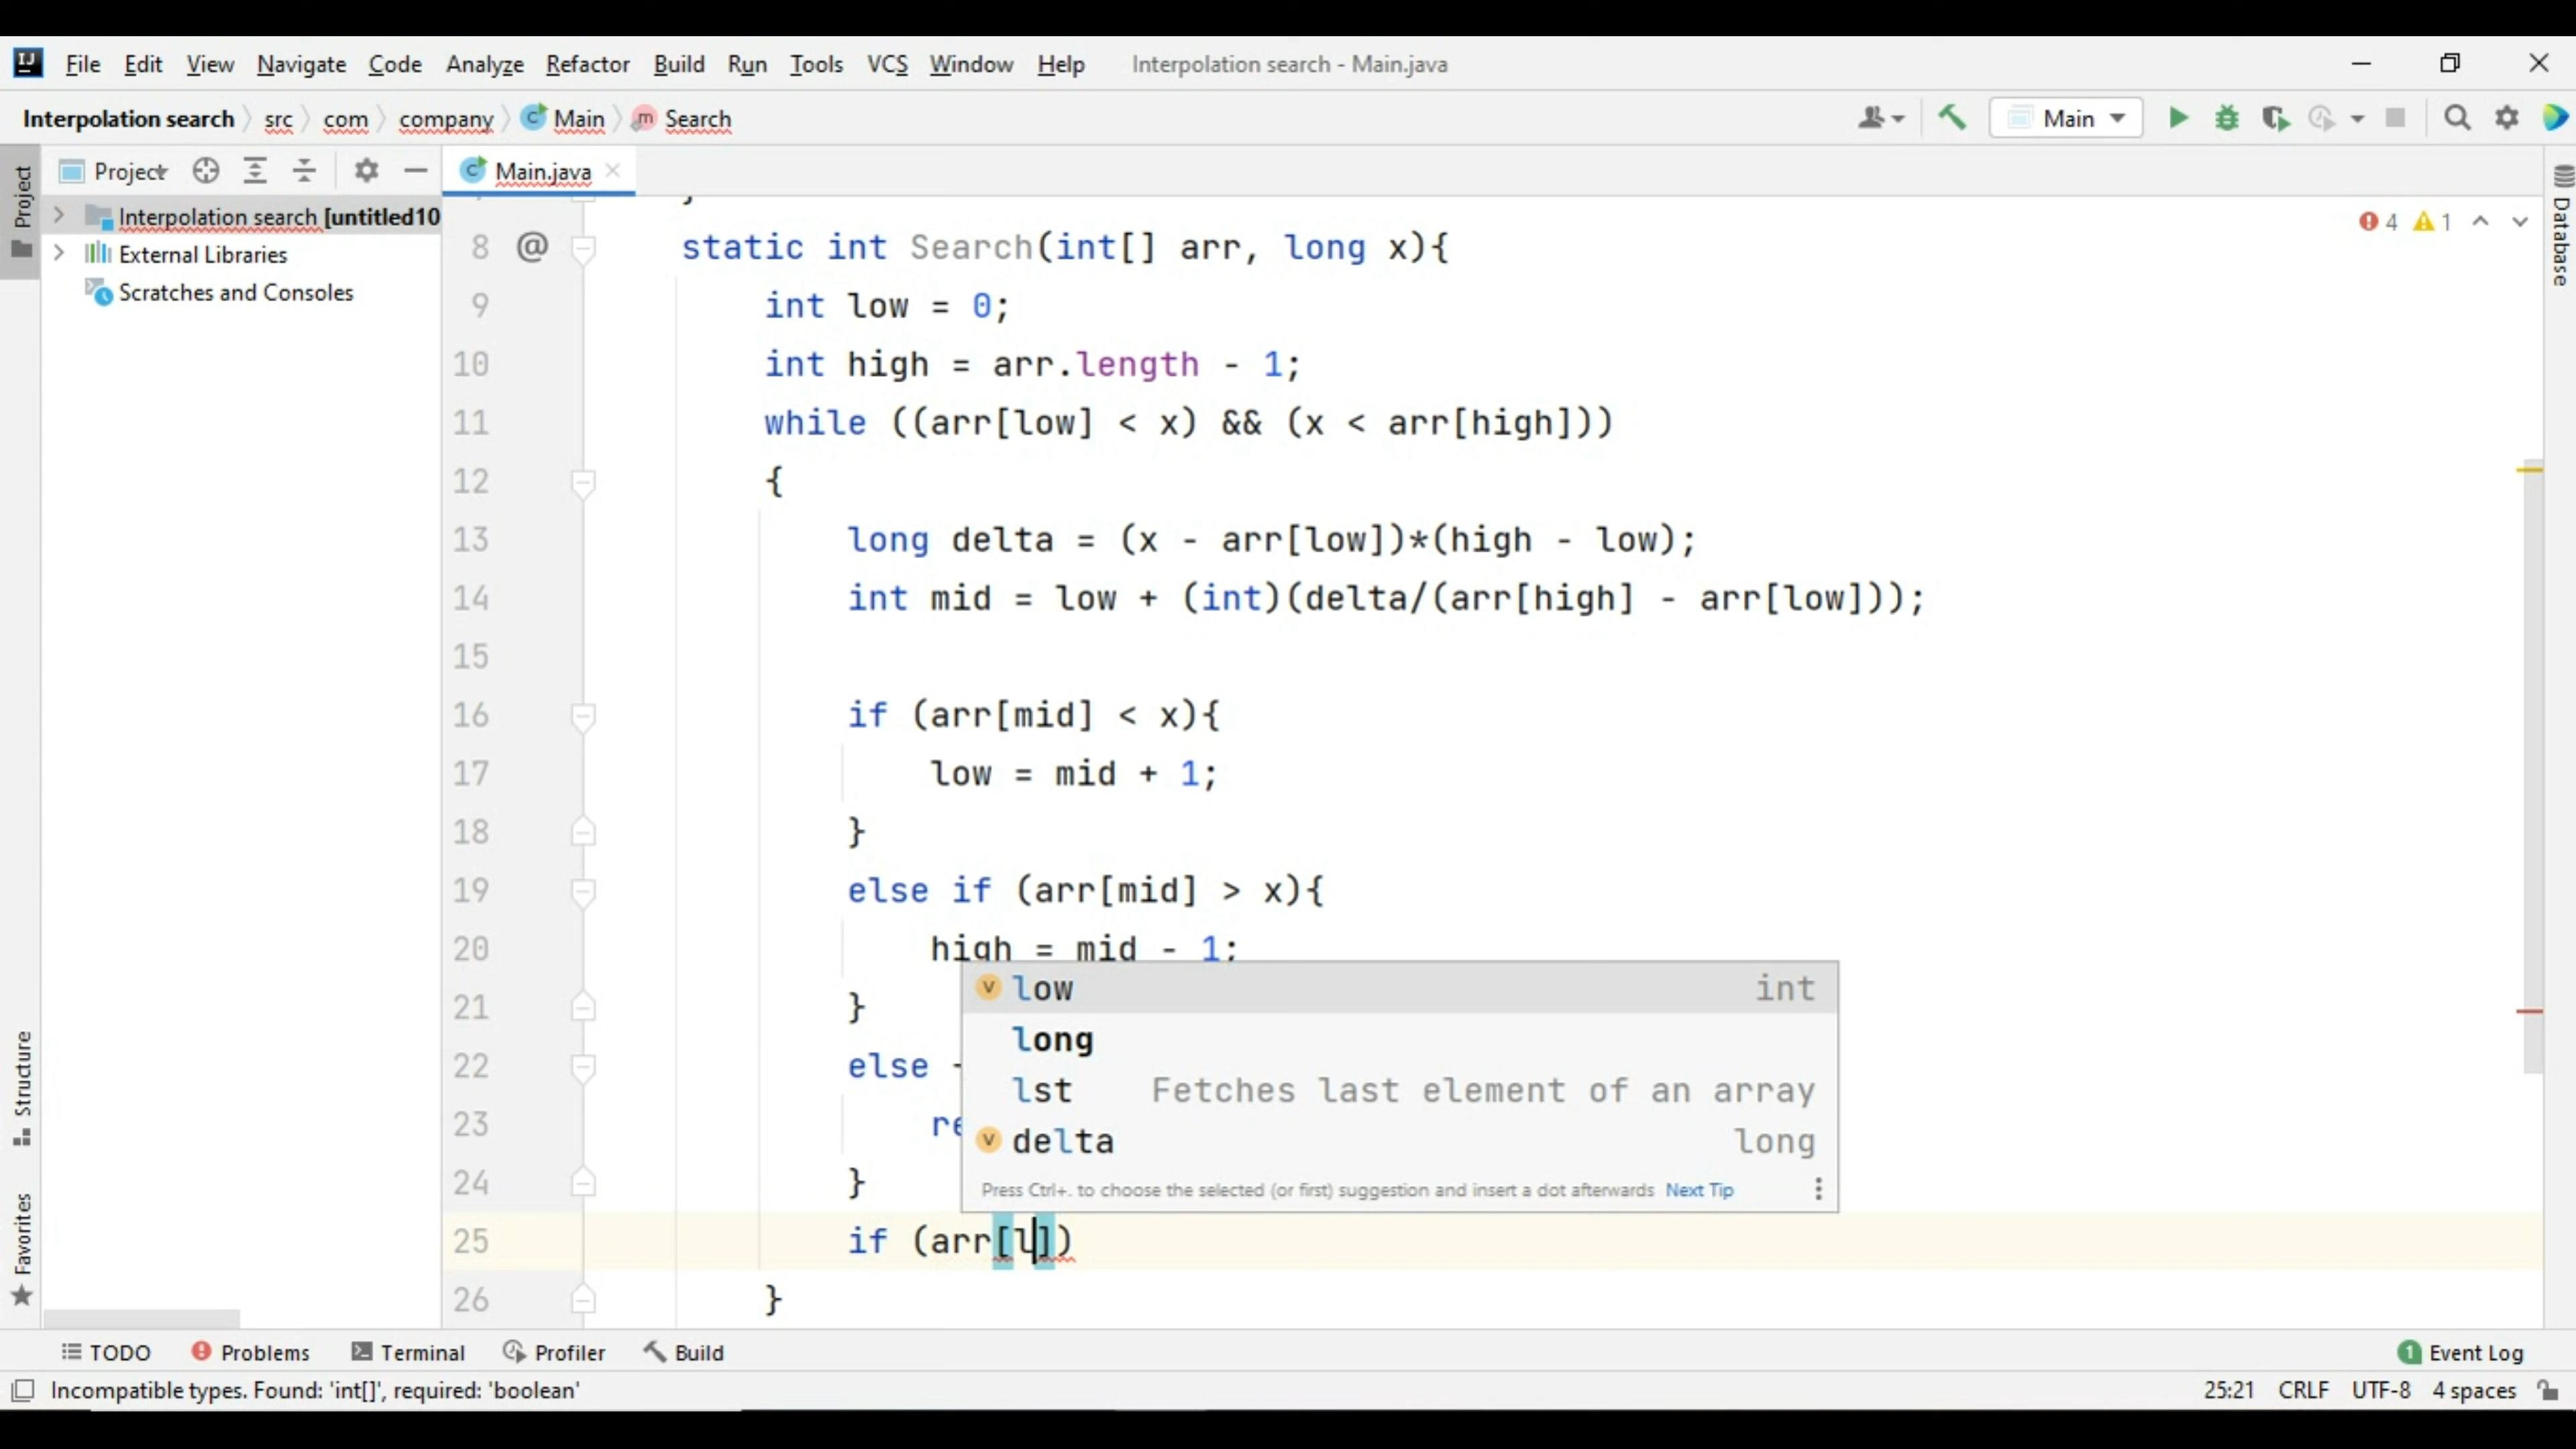 File Edit View Navigate Code Analyze Refactor Build Run Tools VCS Window Help Interpolation search - Main.java
Interpolation search src com company Main Search Main
Project
Main.java
Project
Interpolation search [untitled10
External Libraries
Scratches and Consoles
4 1
Database
8 @ static int Search(int[] arr, long x){
9 int low = 0;
10 int high = arr.length - 1;
11 while ((arr[low] < x) && (x < arr[high]))
12 {
13 long delta = (x - arr[low])*(high - low);
14 int mid = low + (int)(delta/(arr[high] - arr[low]));
15
16 if (arr[mid] < x){
17 low = mid + 1;
18 }
19 else if (arr[mid] > x){
20 high = mid - 1;
21 }
22 else
23 re
24 }
25 if (arr[l])
26 }
low int
long
lst Fetches last element of an array
delta long
Press Ctrl+. to choose the selected (or first) suggestion and insert a dot afterwards Next Tip
Structure
Favorites
TODO Problems Terminal Profiler Build 1 Event Log
Incompatible types. Found: 'int[]', required: 'boolean' 25:21 CRLF UTF-8 4 spaces